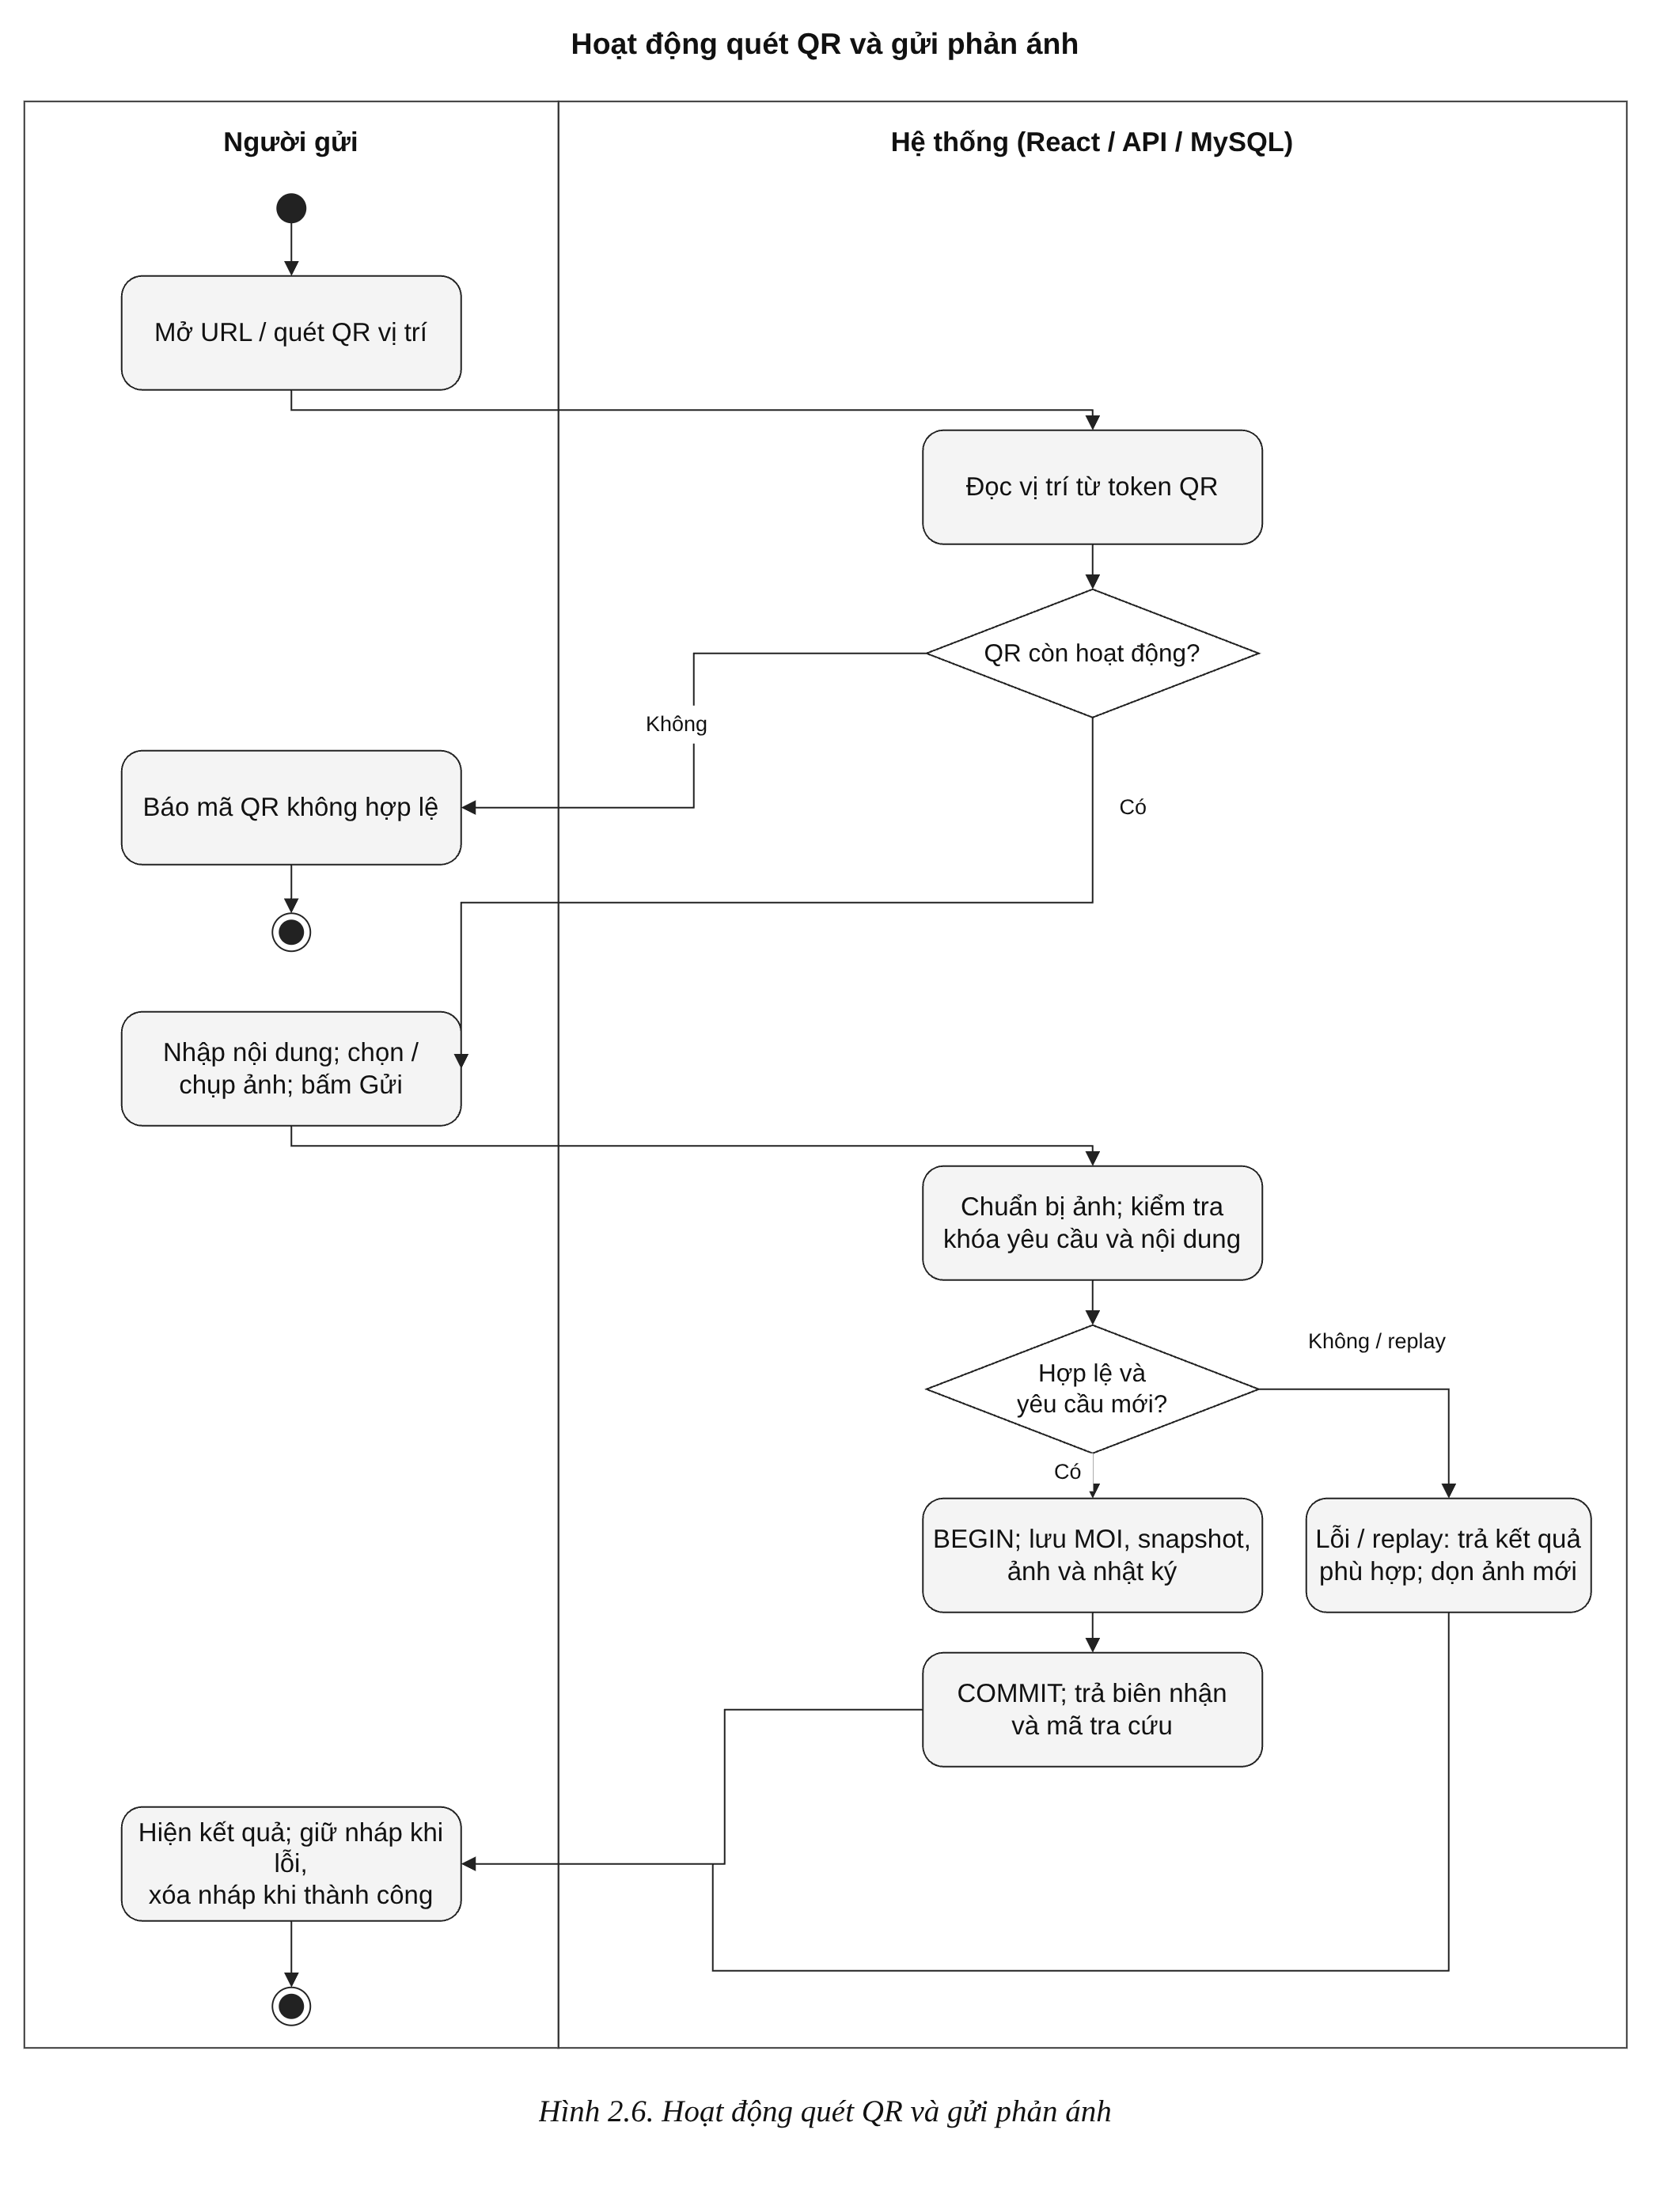 Hoạt động quét QR và gửi phản ánh
Người gửi
Hệ thống (React / API / MySQL)
Mở URL / quét QR vị trí
Đọc vị trí từ token QR
QR còn hoạt động?
Không
Báo mã QR không hợp lệ
Có
Nhập nội dung; chọn /
chụp ảnh; bấm Gửi
Chuẩn bị ảnh; kiểm tra
khóa yêu cầu và nội dung
Không / replay
Hợp lệ và
yêu cầu mới?
Có
BEGIN; lưu MOI, snapshot,
ảnh và nhật ký
Lỗi / replay: trả kết quả
phù hợp; dọn ảnh mới
COMMIT; trả biên nhận
và mã tra cứu
Hiện kết quả; giữ nháp khi
lỗi,
xóa nháp khi thành công
Hình 2.6. Hoạt động quét QR và gửi phản ánh